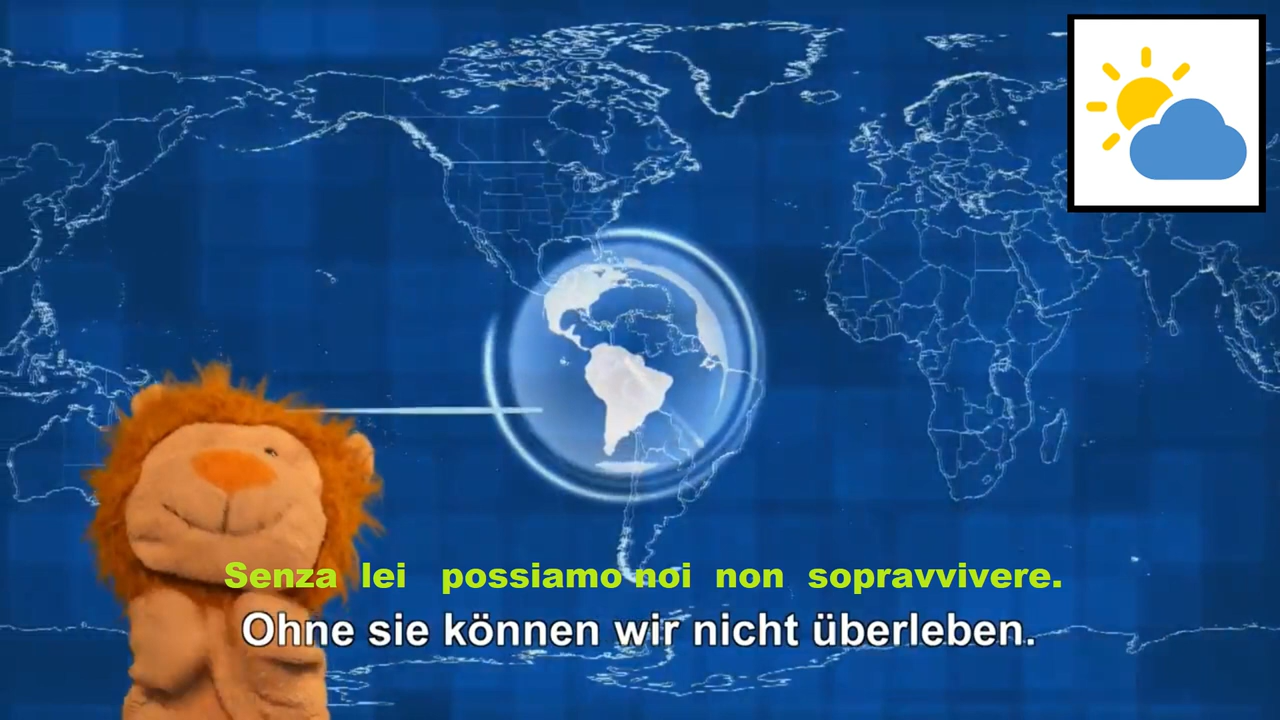 Senza lei possiamo noi non sopravvivere.
Ohne sie können wir nicht überleben.